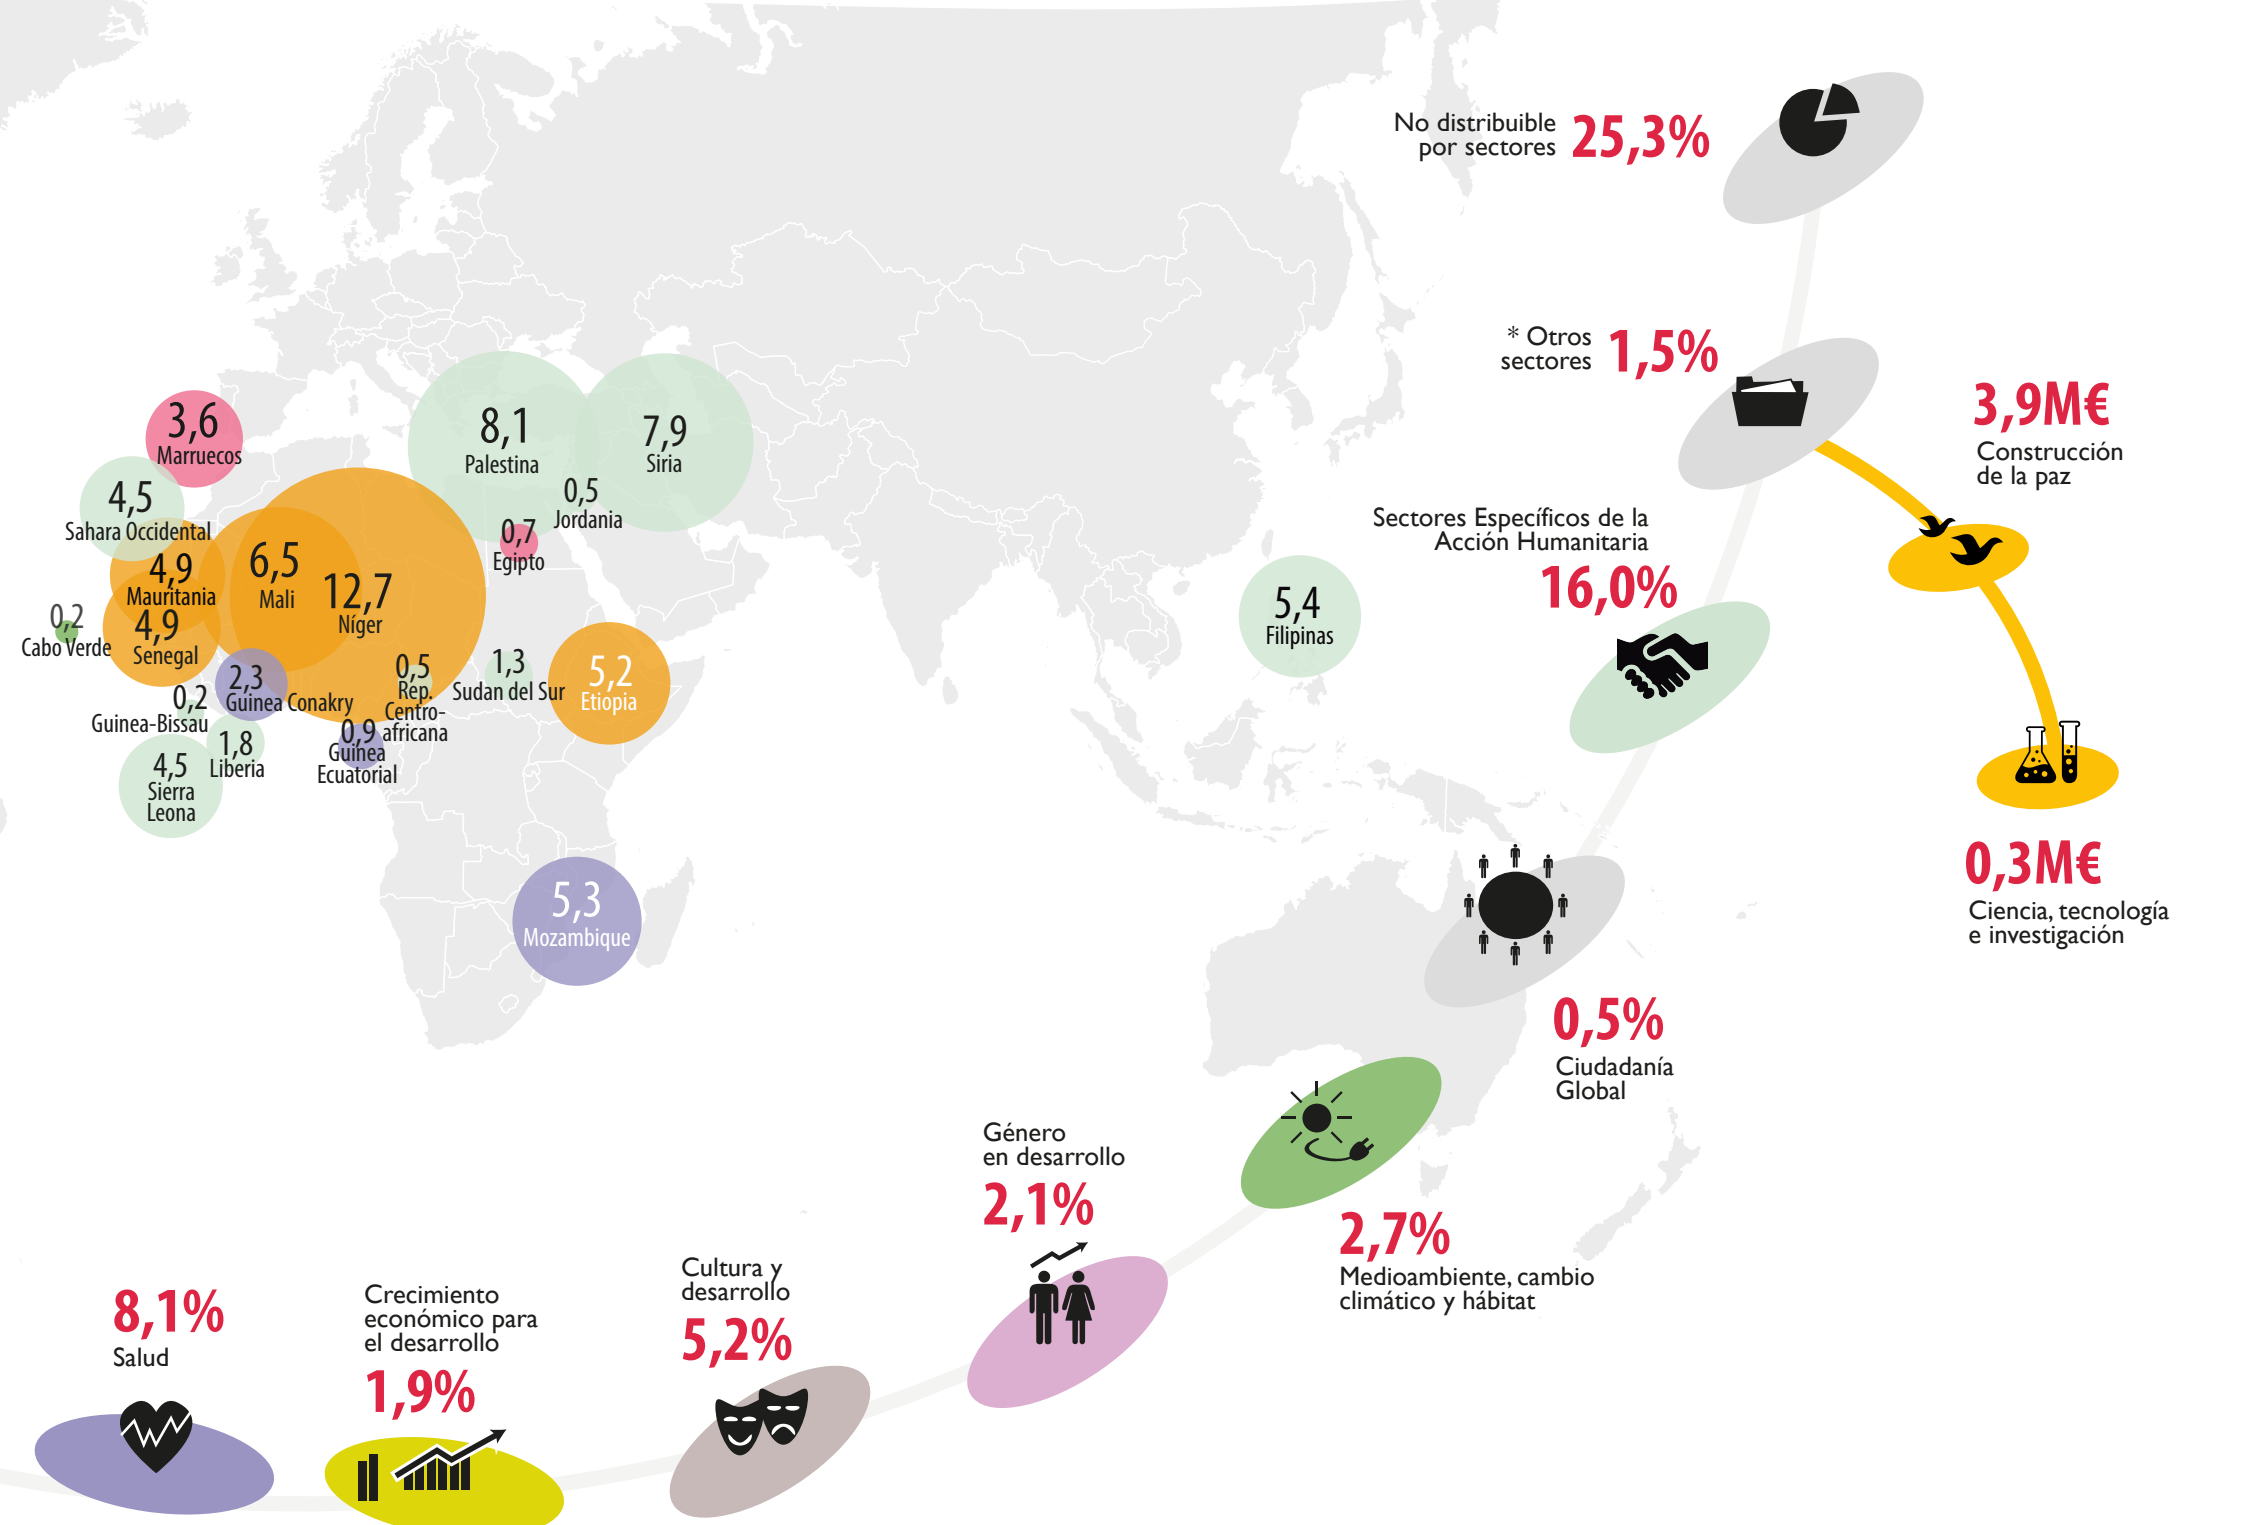 No distribuible
por sectores
25,3%
* Otros
sectores
1,5%
3,9M€
Construcción
de la paz
Sectores Específicos de la
Acción Humanitaria
16,0%
0,3M€
Ciencia, tecnología
e investigación
0,5%
Ciudadanía
Global
3,6
Marruecos
8,1
Palestina
7,9
Siria
4,5
Sahara Occidental
0,5
Jordania
0,7
Egipto
4,9
Mauritania
6,5
Mali
12,7
Níger
0,2
Cabo Verde
4,9
Senegal
5,4
Filipinas
2,3
Guinea Conakry
0,5
Rep.
Centro-
africana
1,3
Sudan del Sur
5,2
Etiopia
0,2
Guinea-Bissau
1,8
Liberia
0,9
Guinea
Ecuatorial
4,5
Sierra
Leona
5,3
Mozambique
Género
en desarrollo
2,1%
2,7%
Medioambiente, cambio
climático y hábitat
Cultura y
desarrollo
5,2%
Crecimiento
económico para
el desarrollo
1,9%
8,1%
Salud